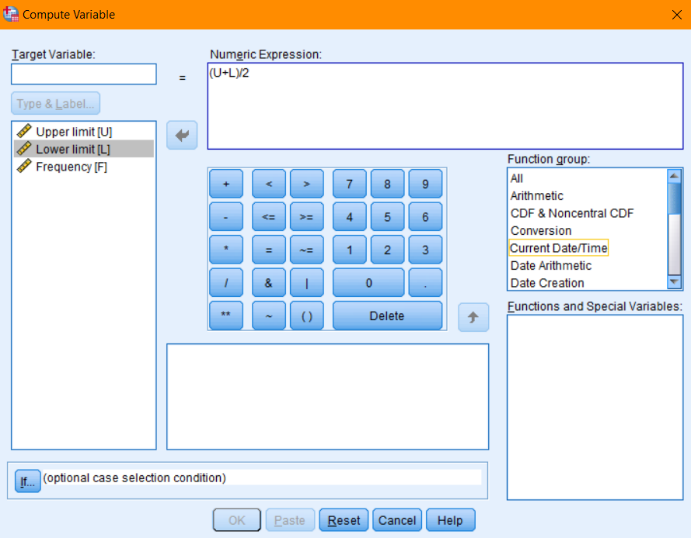 Compute Variable
Target Variable:
Numeric Expression:
=
(U+L)/2
Type & Label...
Upper limit [U]
Lower limit [L]
Frequency [F]
+ < > 7 8 9
- <= >= 4 5 6
* = ~= 1 2 3
/ & | 0 .
** ~ ( ) Delete
Function group:
All
Arithmetic
CDF & Noncentral CDF
Conversion
Current Date/Time
Date Arithmetic
Date Creation
Functions and Special Variables:
If... (optional case selection condition)
OK Paste Reset Cancel Help